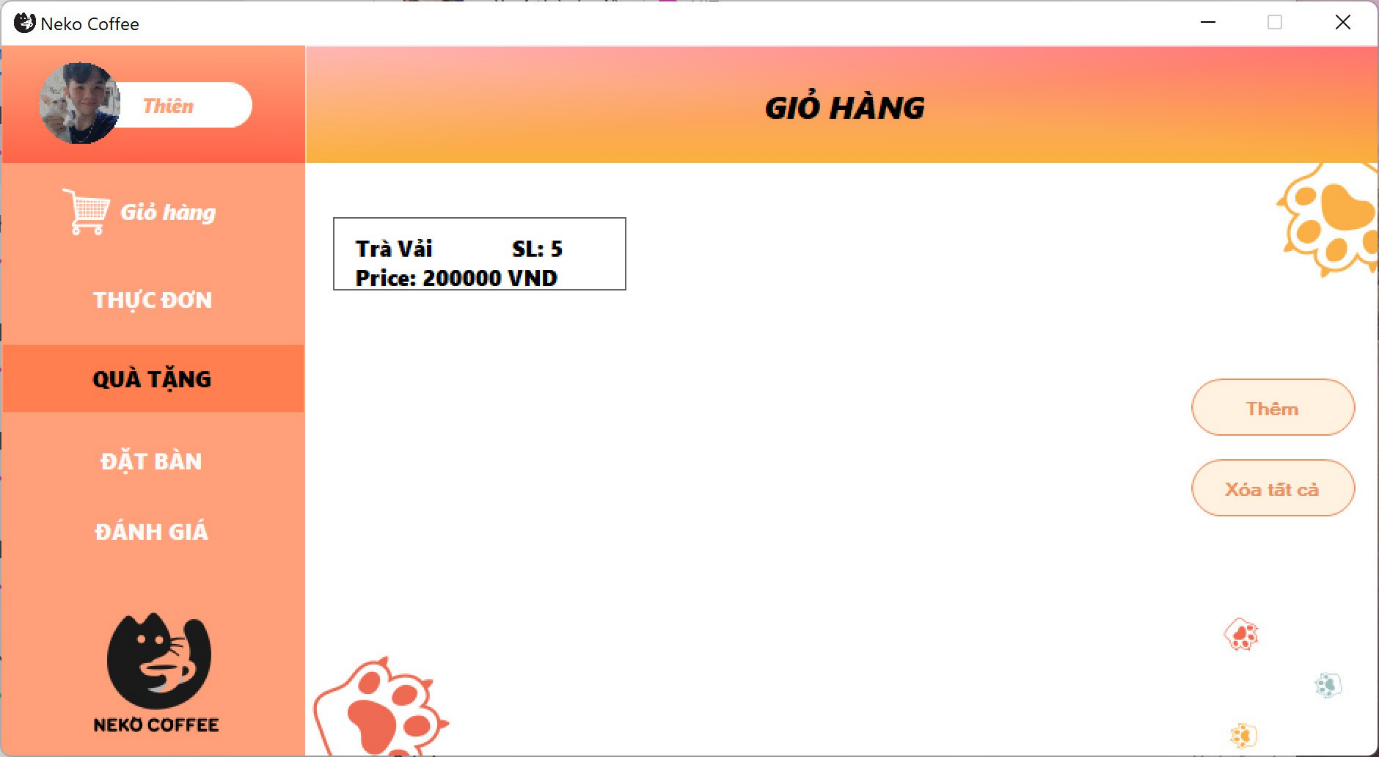 Neko Coffee
Thiên
GIỎ HÀNG
Giỏ hàng
THỰC ĐƠN
QUÀ TẶNG
ĐẶT BÀN
ĐÁNH GIÁ
NEKO COFFEE
Trà Vải SL: 5
Price: 200000 VND
Thêm
Xóa tất cả